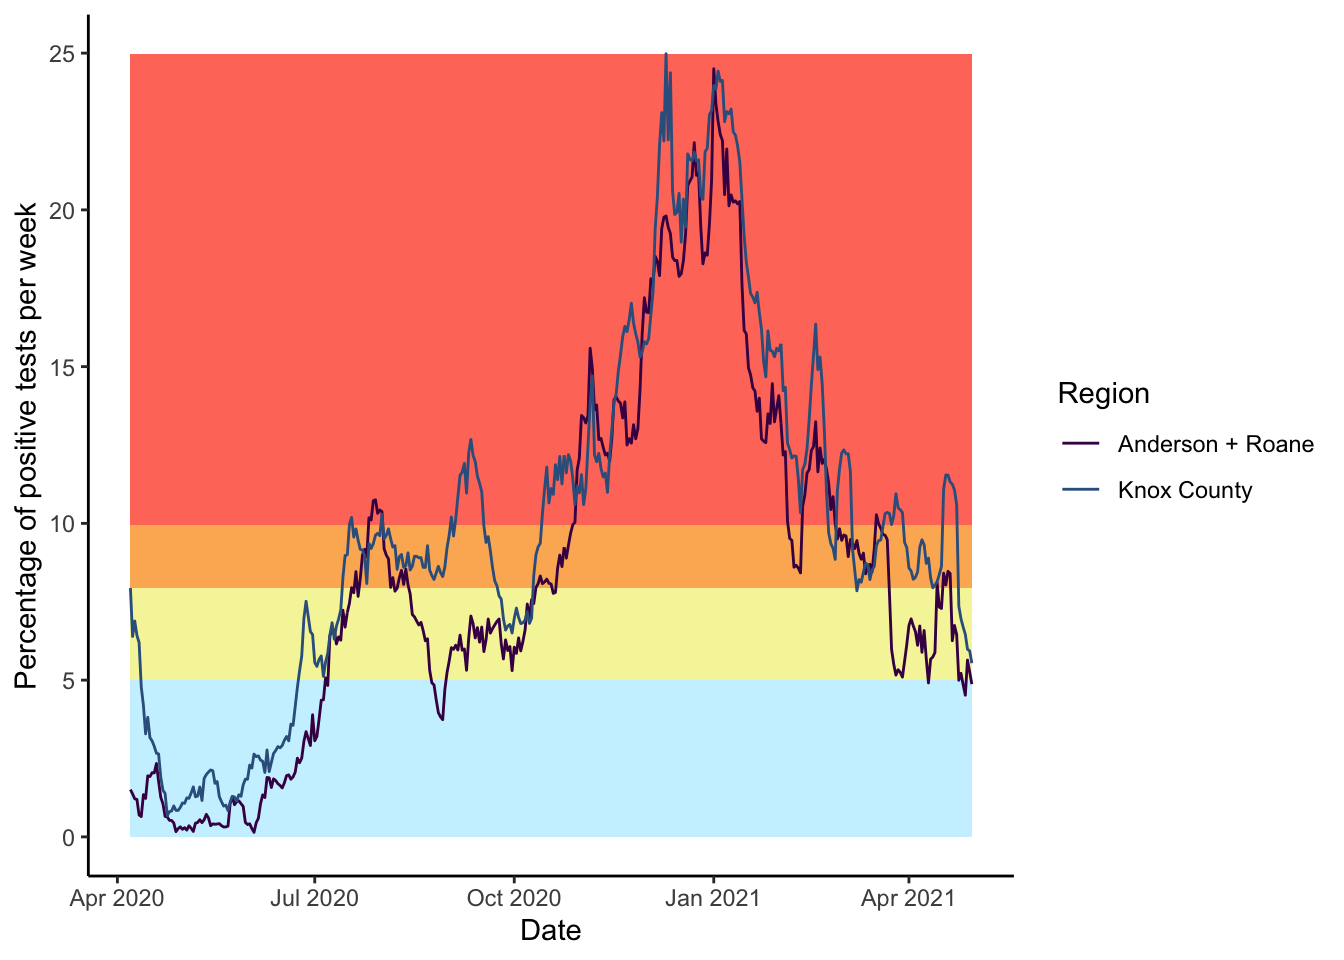 Percentage of positive tests per week
25
20
15
10
5
0
Apr 2020
Jul 2020
Oct 2020
Jan 2021
Apr 2021
Date
Region
Anderson + Roane
Knox County